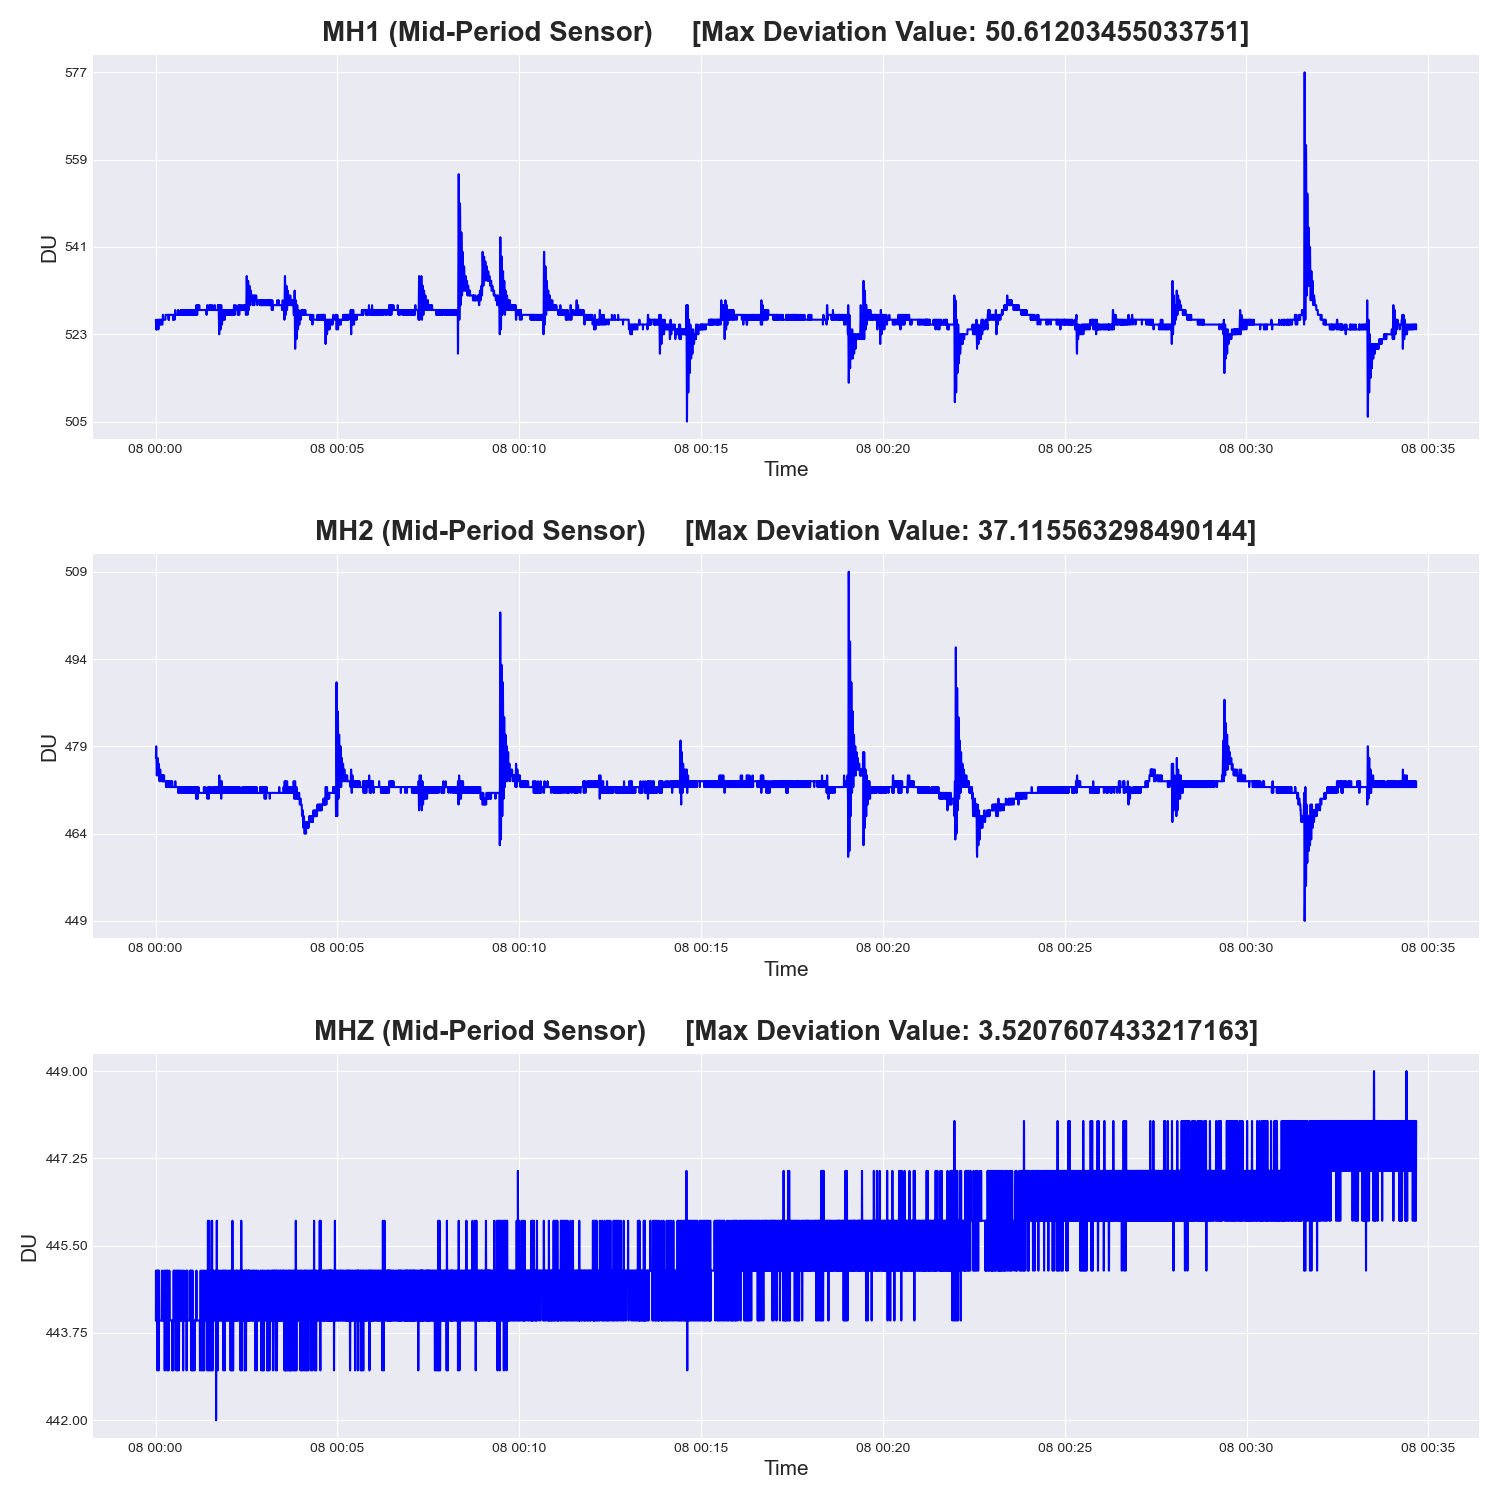 MH1 (Mid-Period Sensor) [Max Deviation Value: 50.61203455033751]
577
559
541
523
505
DU
08 00:00 08 00:05 08 00:10 08 00:15 08 00:20 08 00:25 08 00:30 08 00:35
Time
MH2 (Mid-Period Sensor) [Max Deviation Value: 37.115563298490144]
509
494
479
464
449
DU
08 00:00 08 00:05 08 00:10 08 00:15 08 00:20 08 00:25 08 00:30 08 00:35
Time
MHZ (Mid-Period Sensor) [Max Deviation Value: 3.5207607433217163]
449.00
447.25
445.50
443.75
442.00
DU
08 00:00 08 00:05 08 00:10 08 00:15 08 00:20 08 00:25 08 00:30 08 00:35
Time